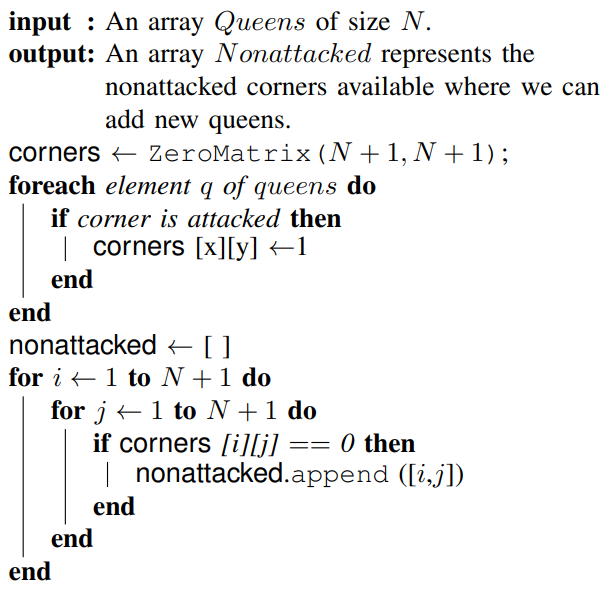 input : An array Queens of size N.
output: An array Nonattacked represents the
nonattacked corners available where we can
add new queens.
corners ← ZeroMatrix(N + 1, N + 1);
foreach element q of queens do
if corner is attacked then
corners [x][y] ←1
end
end
nonattacked ← [ ]
for i ← 1 to N + 1 do
for j ← 1 to N + 1 do
if corners [i][j] == 0 then
nonattacked.append ([i,j])
end
end
end